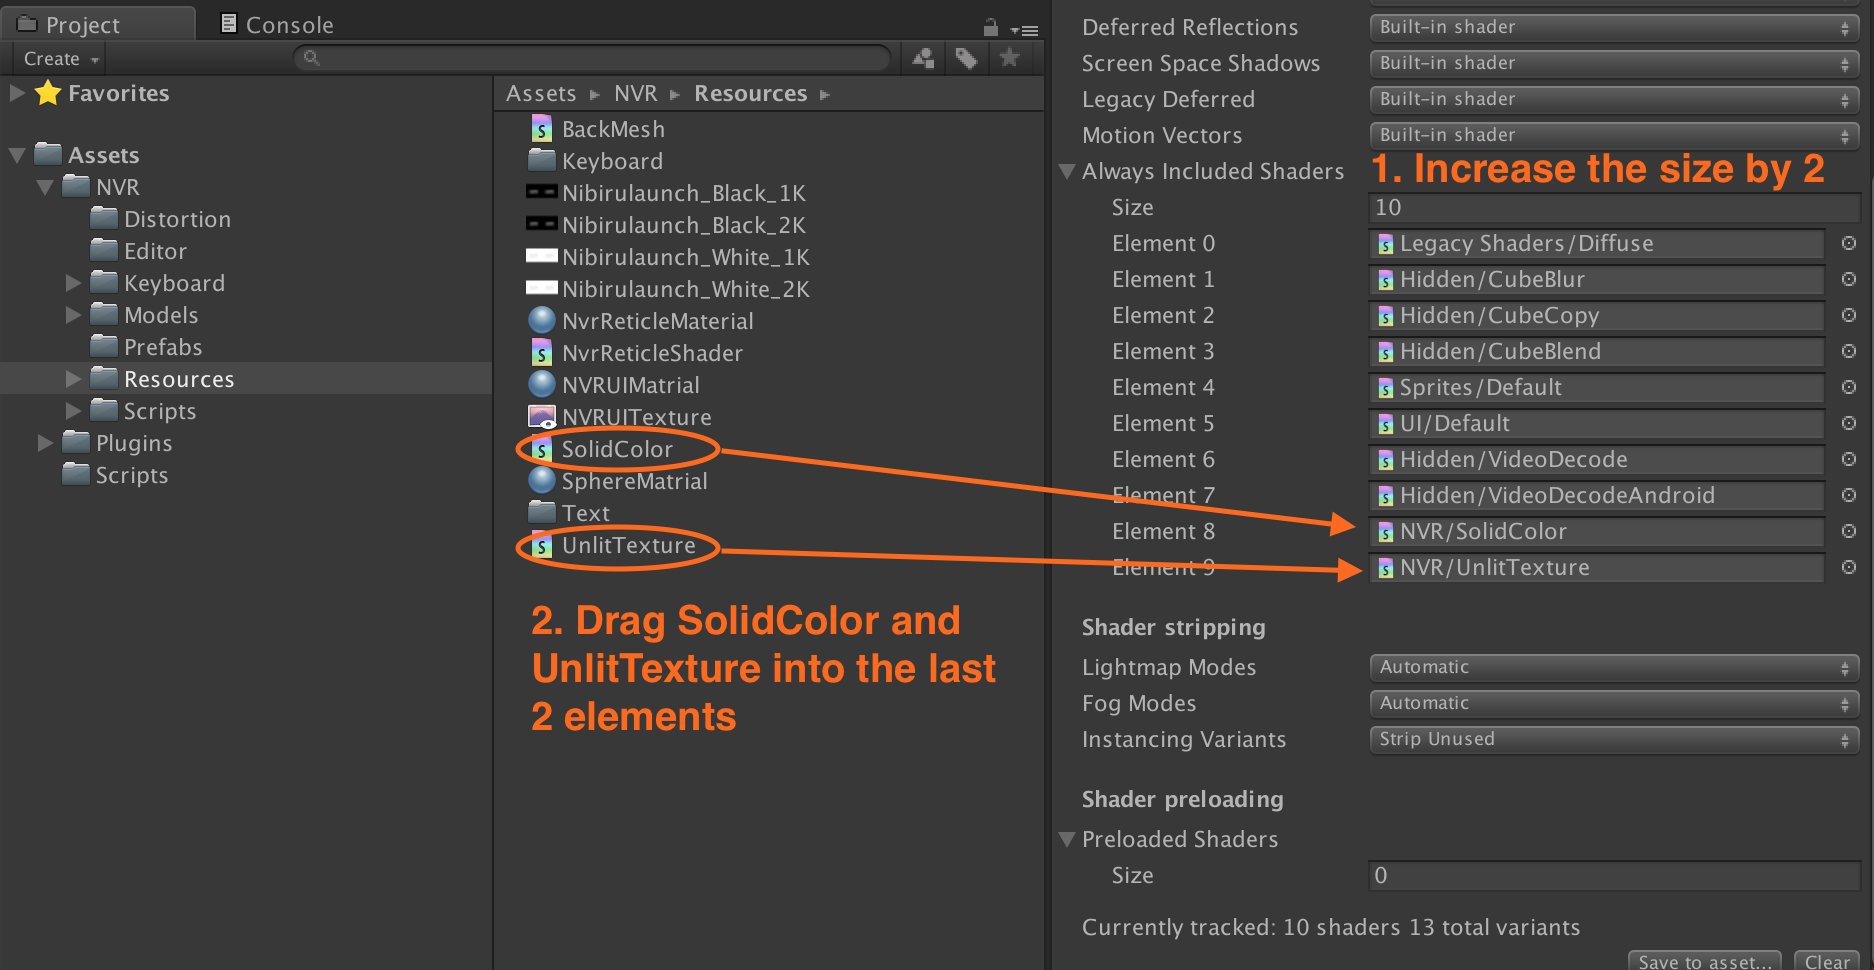 Project
Console
Create
Favorites
Assets
NVR
Distortion
Editor
Keyboard
Models
Prefabs
Resources
Scripts
Plugins
Scripts
Assets NVR Resources
BackMesh
Keyboard
Nibirulaunch_Black_1K
Nibirulaunch_Black_2K
Nibirulaunch_White_1K
Nibirulaunch_White_2K
NvrReticleMaterial
NvrReticleShader
NVRUIMatrial
NVRUITexture
SolidColor
SphereMatrial
Text
UnlitTexture
2. Drag SolidColor and
UnlitTexture into the last
2 elements
Deferred Reflections Built-in shader
Screen Space Shadows Built-in shader
Legacy Deferred Built-in shader
Motion Vectors Built-in shader
Always Included Shaders 1. Increase the size by 2
Size 10
Element 0 Legacy Shaders/Diffuse
Element 1 Hidden/CubeBlur
Element 2 Hidden/CubeCopy
Element 3 Hidden/CubeBlend
Element 4 Sprites/Default
Element 5 UI/Default
Element 6 Hidden/VideoDecode
Element 7 Hidden/VideoDecodeAndroid
Element 8 NVR/SolidColor
Element 9 NVR/UnlitTexture
Shader stripping
Lightmap Modes Automatic
Fog Modes Automatic
Instancing Variants Strip Unused
Shader preloading
Preloaded Shaders
Size 0
Currently tracked: 10 shaders 13 total variants
Save to asset... Clear